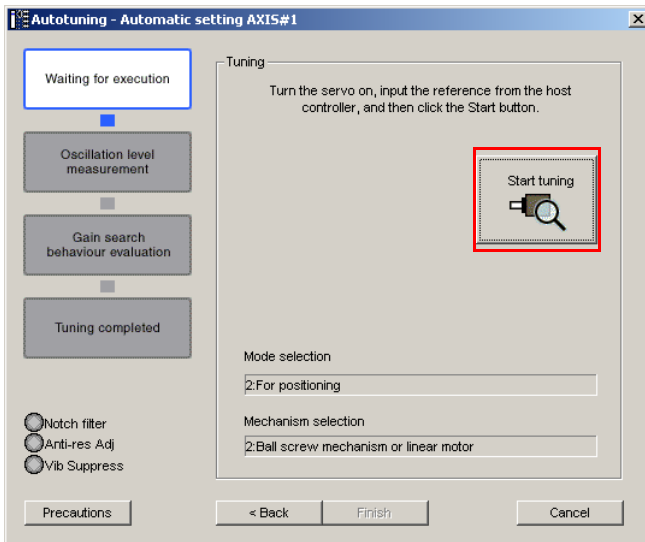 Autotuning - Automatic setting AXIS#1
Waiting for execution
Oscillation level
measurement
Gain search
behaviour evaluation
Tuning completed
Notch filter
Anti-res Adj
Vib Suppress
Tuning
Turn the servo on, input the reference from the host
controller, and then click the Start button.
Start tuning
Mode selection
2:For positioning
Mechanism selection
2:Ball screw mechanism or linear motor
Precautions
< Back
Finish
Cancel